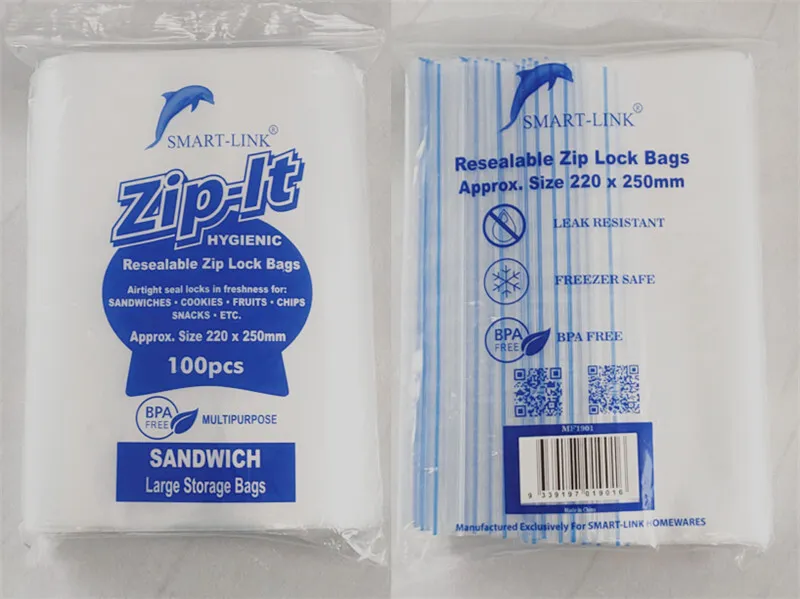 SMART-LINK®
Zip-It
HYGIENIC
Resealable Zip Lock Bags
Airtight seal locks in freshness for:
SANDWICHES • COOKIES • FRUITS • CHIPS
SNACKS • ETC.
Approx. Size 220 x 250mm
100pcs
BPA
FREE
MULTIPURPOSE
SANDWICH
Large Storage Bags
SMART-LINK®
Resealable Zip Lock Bags
Approx. Size 220 x 250mm
LEAK RESISTANT
FREEZER SAFE
BPA
FREE
BPA FREE
MF1901
9 339197 019016
Made in China
Manufactured Exclusively For SMART-LINK HOMEWARES